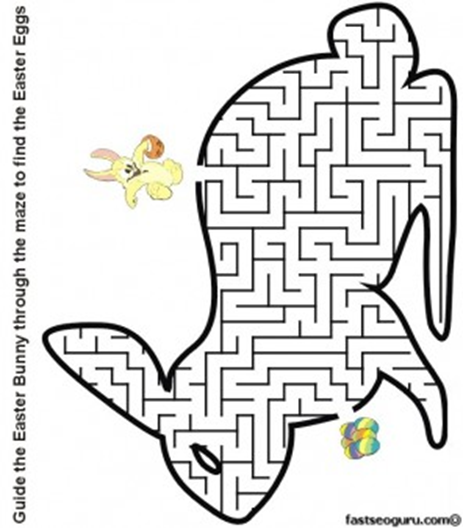 Guide the Easter Bunny through the maze to find the Easter Eggs
fastseoguru.com©